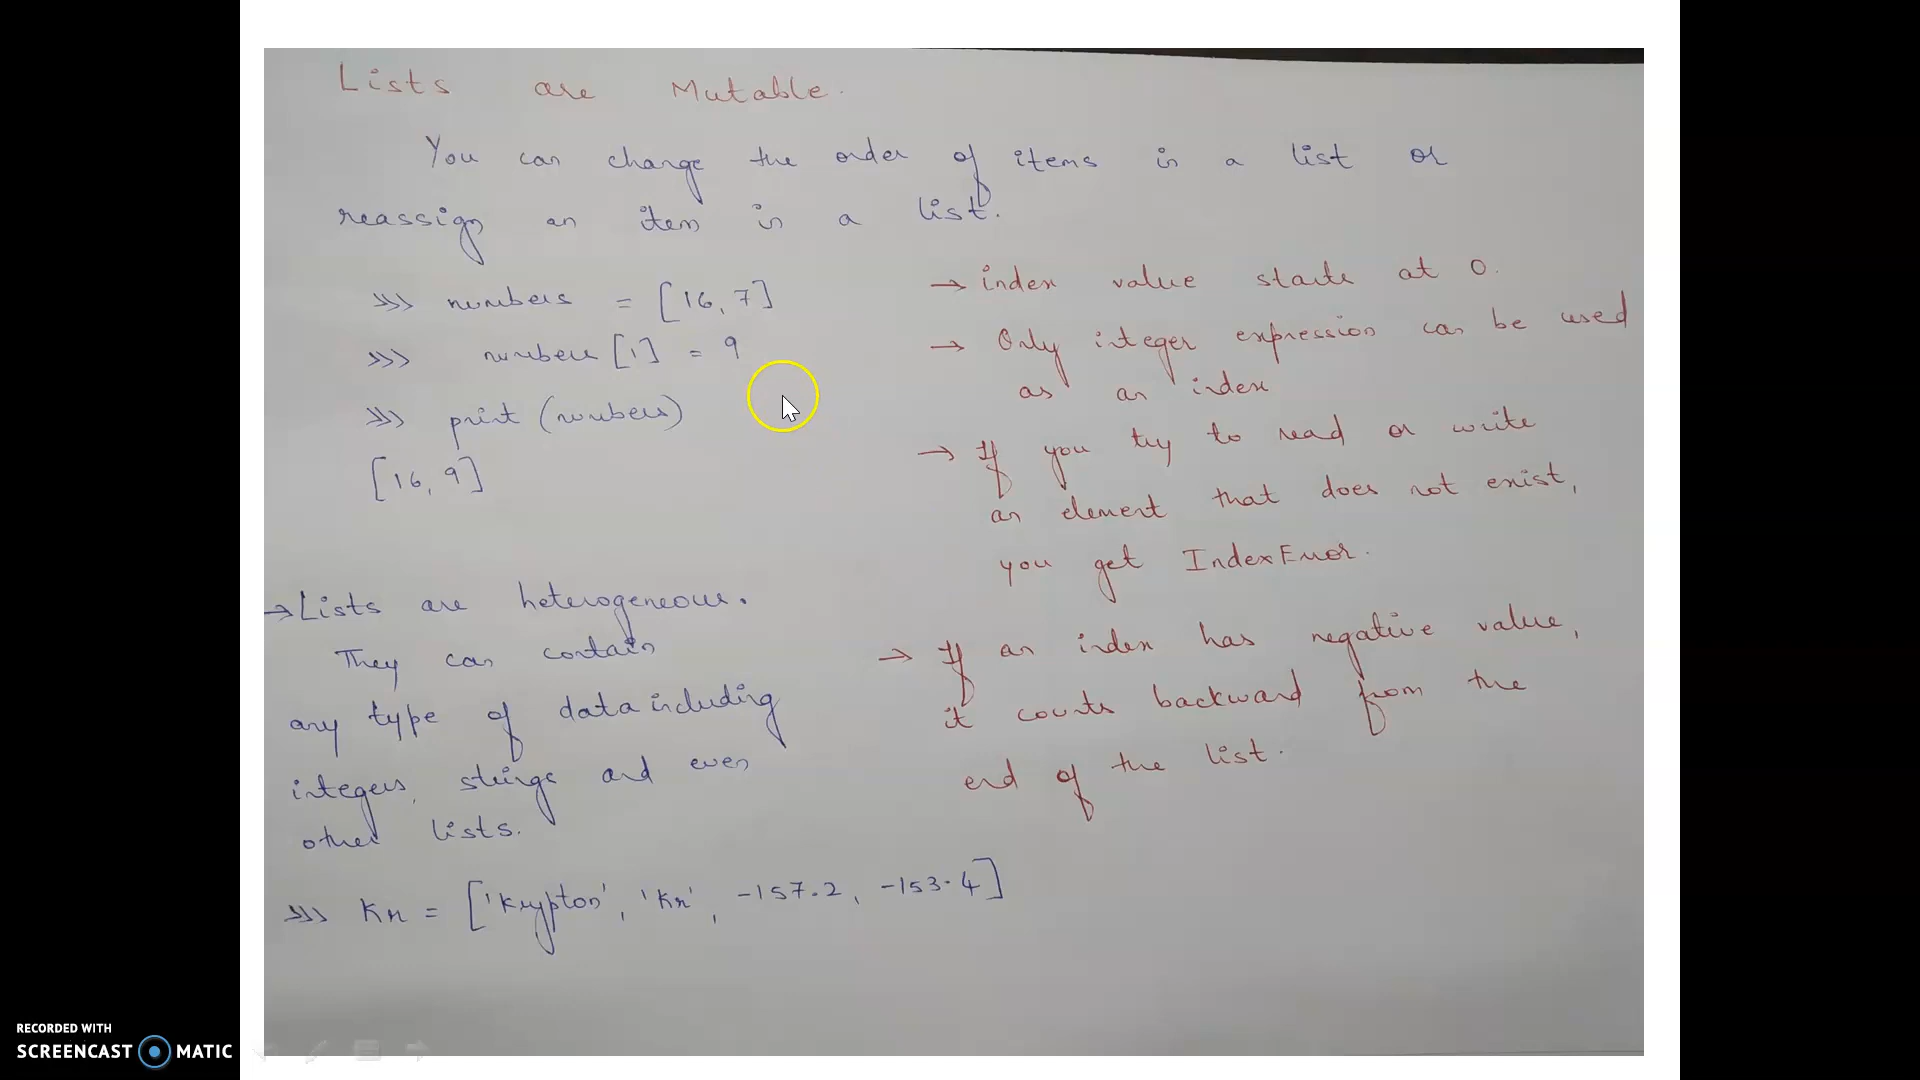 Lists are Mutable.
You can change the order of items in a list or
reassign an item in a list.
>>> numbers = [16, 7]
>>> numbers [1] = 9
>>> print (numbers)
[16, 9]
→ Lists are heterogeneous.
They can contain
any type of data including
integers, strings and even
other lists.
>>> Kr = ['Krypton', 'Kr', -157.2, -153.4]
→ index value starts at 0.
→ Only integer expression can be used
as an index
→ If you try to read or write
an element that does not exist,
you get IndexError.
→ If an index has negative value,
it counts backward from the
end of the list.
RECORDED WITH
SCREENCAST MATIC